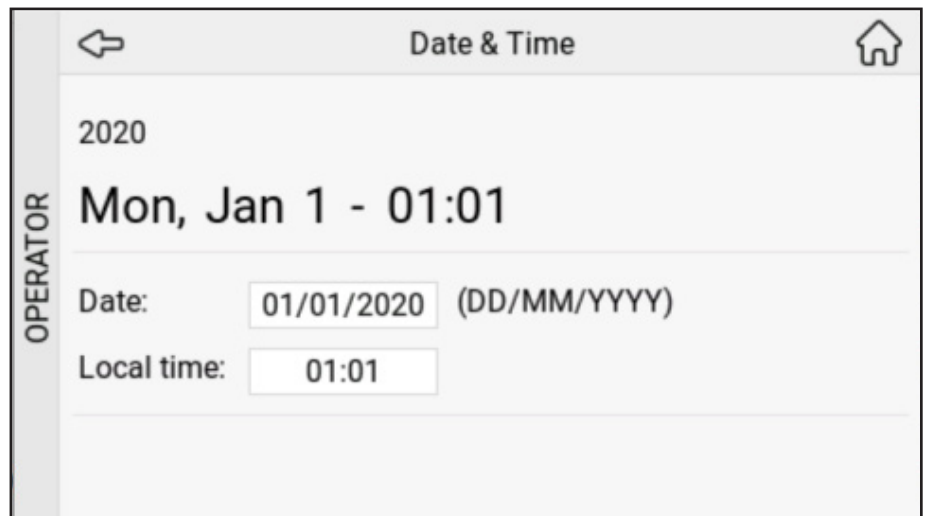 OPERATOR
Date & Time
2020
Mon, Jan 1 - 01:01
Date: 01/01/2020 (DD/MM/YYYY)
Local time: 01:01